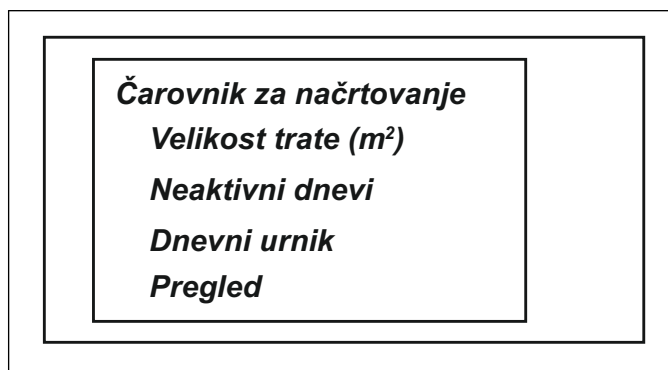 Čarovnik za načrtovanje
Velikost trate (m²)
Neaktivni dnevi
Dnevni urnik
Pregled